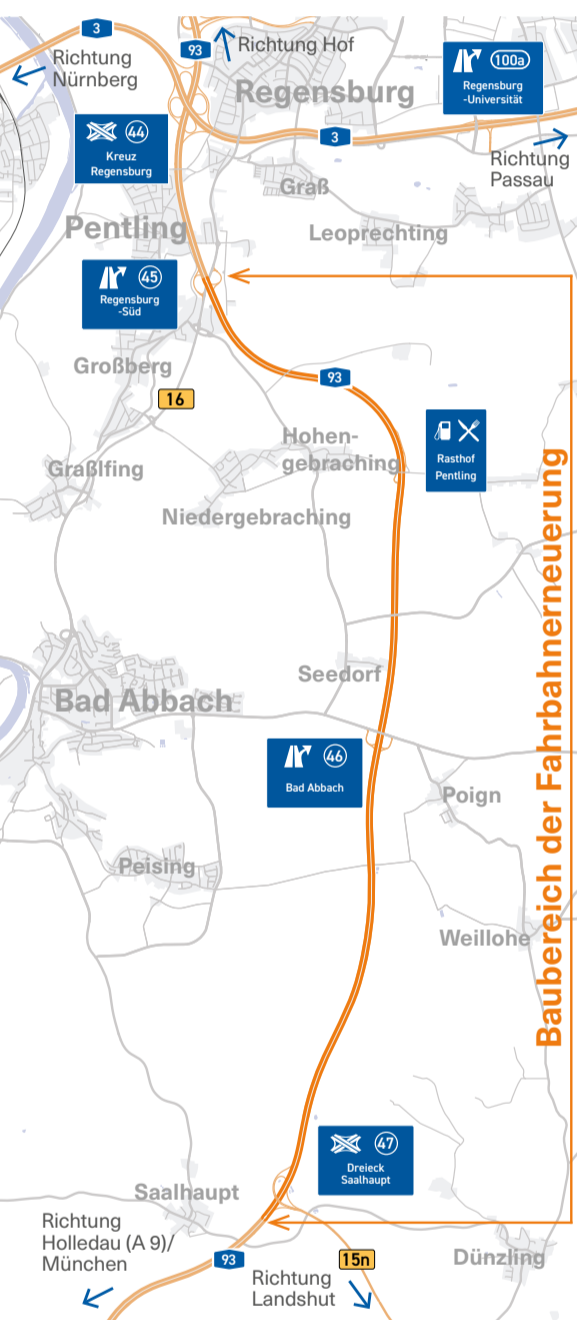 3
93
Richtung Hof
Richtung
Nürnberg
Regensburg
100a
Regensburg
-Universität
44
Kreuz
Regensburg
3
Richtung
Passau
Graß
Pentling
Leoprechting
45
Regensburg
-Süd
Großberg
93
16
Hohen-
gebraching
Rasthof
Pentling
Graßlfing
Niedergebraching
Baubereich der Fahrbahnerneuerung
Seedorf
Bad Abbach
46
Bad Abbach
Poign
Peising
Weillohe
47
Dreieck
Saalhaupt
Saalhaupt
Richtung
Holledau (A 9)/
München
93
15n
Dünzling
Richtung
Landshut